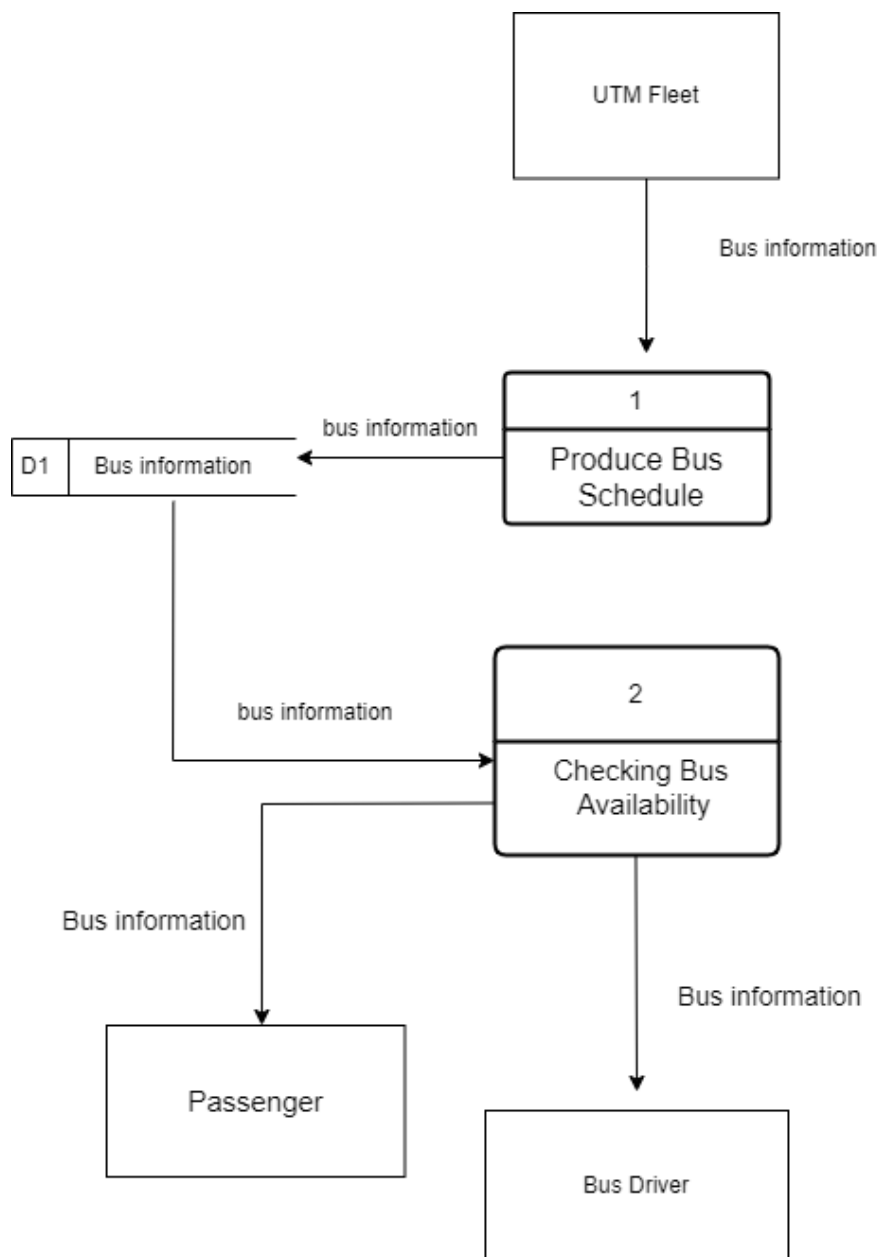 UTM Fleet
Bus information
1
bus information
Produce Bus
Schedule
D1
Bus information
2
bus information
Checking Bus
Availability
Bus information
Bus information
Passenger
Bus Driver